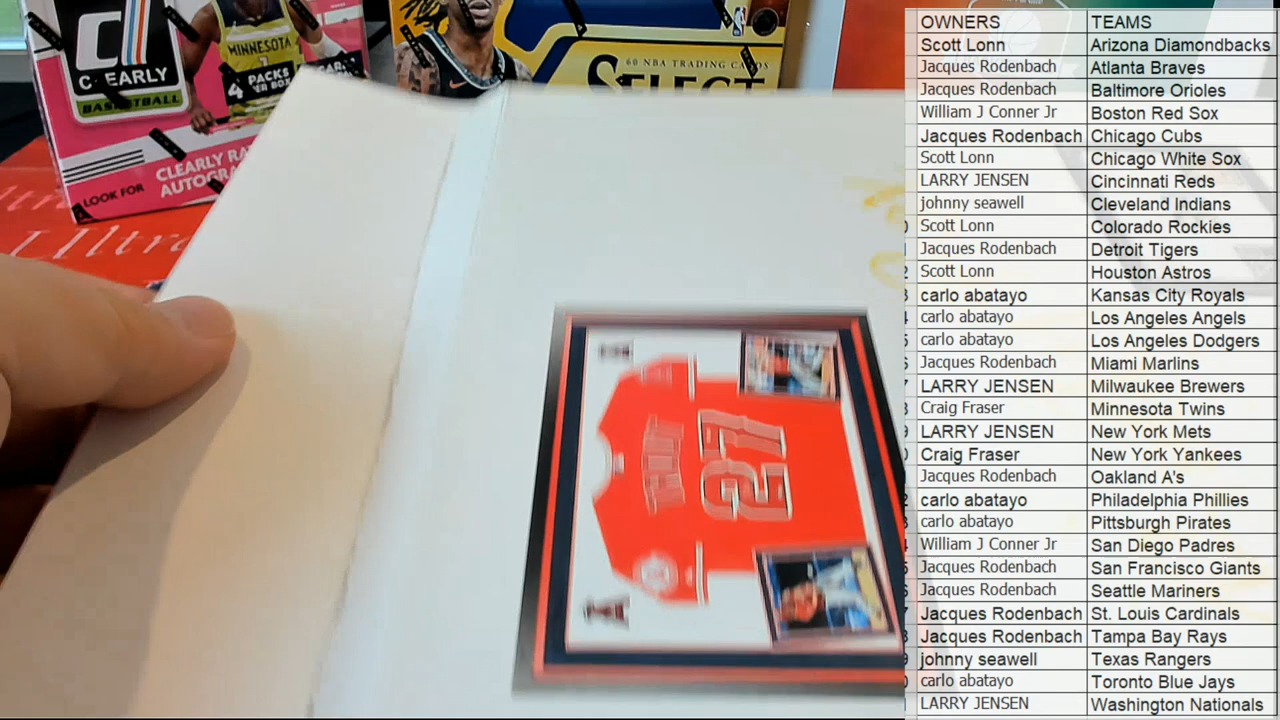 C EARLY
BASKETBALL
MINNESOTA
4 PACKS
PER BOX
CLEARLY
LOOK FOR
60 NBA TRADING CARDS
SELECT
Ultra
TROUT
27
OWNERS TEAMS
Scott Lonn Arizona Diamondbacks
Jacques Rodenbach Atlanta Braves
Jacques Rodenbach Baltimore Orioles
William J Conner Jr Boston Red Sox
Jacques Rodenbach Chicago Cubs
Scott Lonn Chicago White Sox
LARRY JENSEN Cincinnati Reds
johnny seawell Cleveland Indians
Scott Lonn Colorado Rockies
Jacques Rodenbach Detroit Tigers
Scott Lonn Houston Astros
carlo abatayo Kansas City Royals
carlo abatayo Los Angeles Angels
carlo abatayo Los Angeles Dodgers
Jacques Rodenbach Miami Marlins
LARRY JENSEN Milwaukee Brewers
Craig Fraser Minnesota Twins
LARRY JENSEN New York Mets
Craig Fraser New York Yankees
Jacques Rodenbach Oakland A's
carlo abatayo Philadelphia Phillies
carlo abatayo Pittsburgh Pirates
William J Conner Jr San Diego Padres
Jacques Rodenbach San Francisco Giants
Jacques Rodenbach Seattle Mariners
Jacques Rodenbach St. Louis Cardinals
Jacques Rodenbach Tampa Bay Rays
johnny seawell Texas Rangers
carlo abatayo Toronto Blue Jays
LARRY JENSEN Washington Nationals